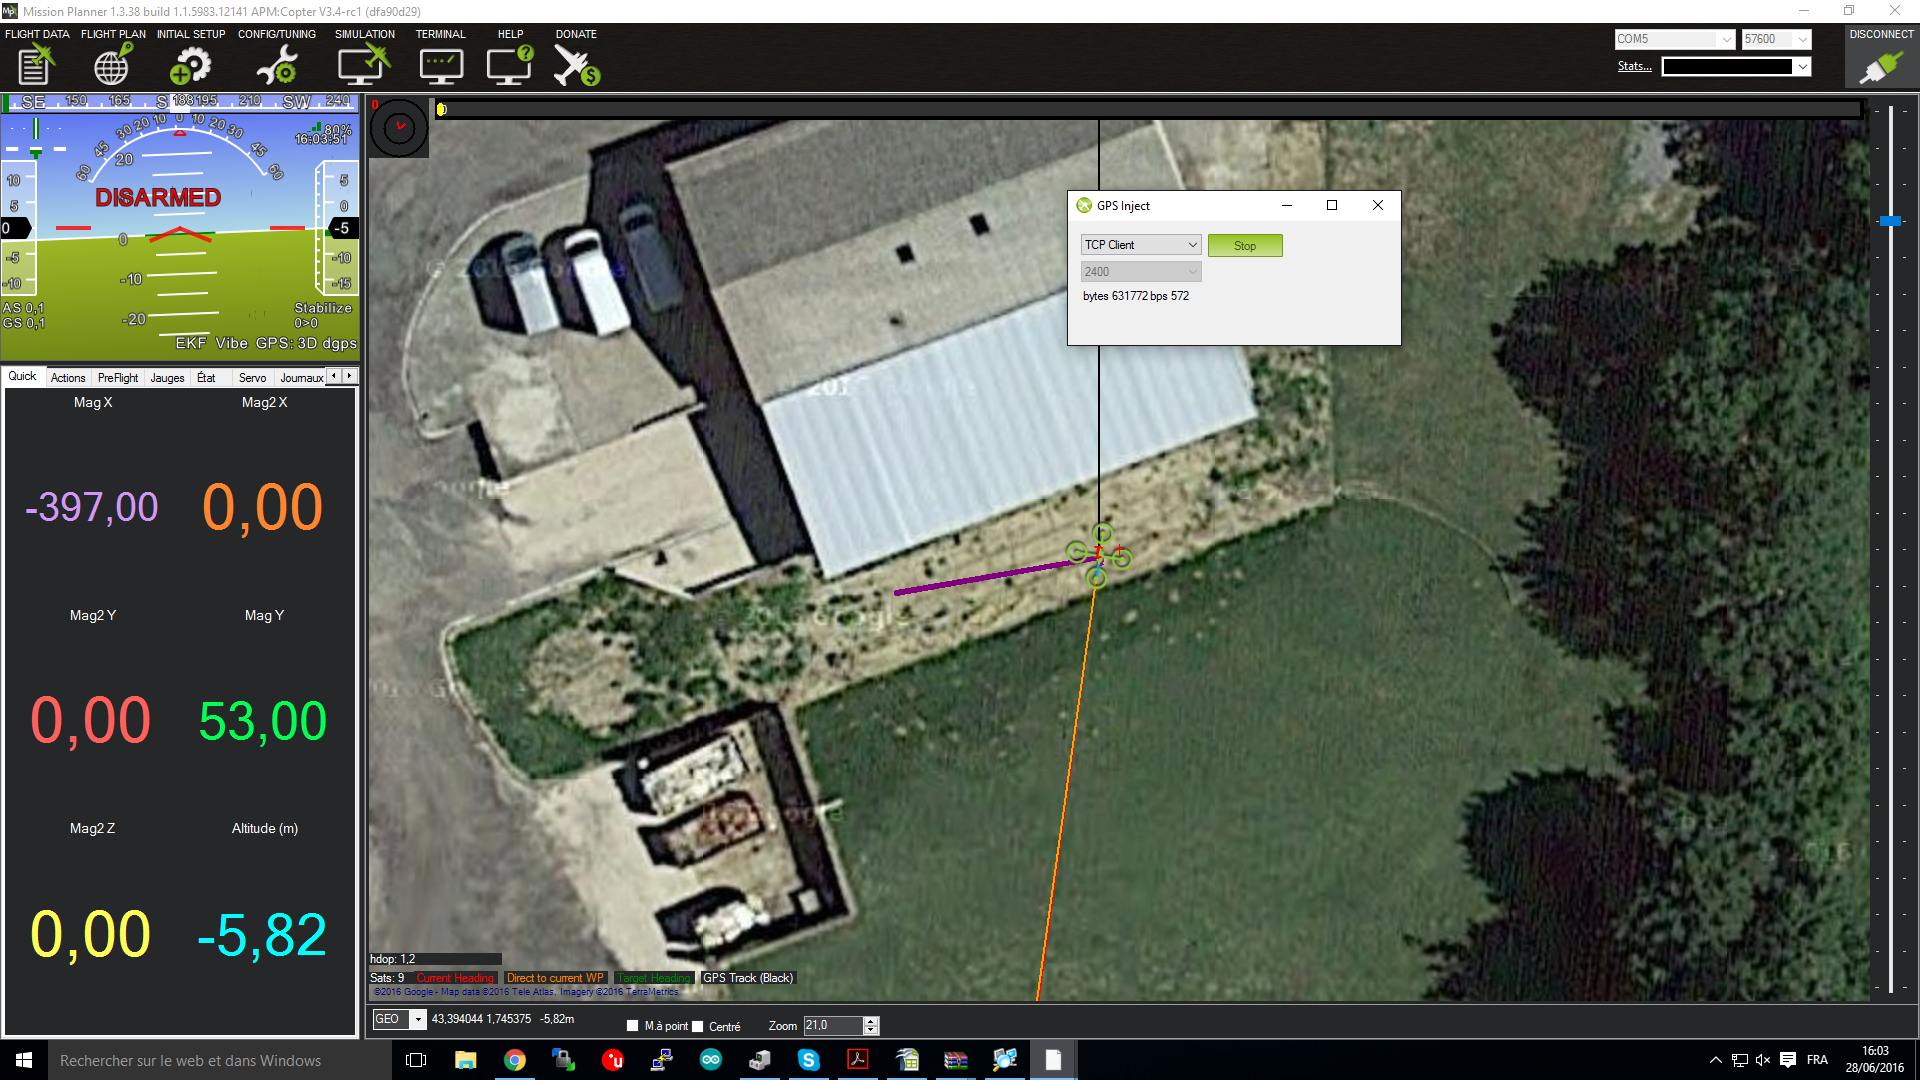 Mission Planner 1.3.38 build 1.1.5983.12141 APM:Copter V3.4-rc1 (dfa90d29)
FLIGHT DATA FLIGHT PLAN INITIAL SETUP CONFIG/TUNING SIMULATION TERMINAL HELP DONATE
COM5 57600 DISCONNECT
Stats...
SE 150 165 S 188 195 210 SW 240
60 45 30 20 10 0 10 20 30 45 60
80%
16:03:51
20
DISARMED
10 5 0 -5 -10
0 -10 -20
5 0 -5 -10 -15
AS 0,1
GS 0,1
Stabilize
0>0
EKF Vibe GPS: 3D dgps
Quick Actions PreFlight Jauges État Servo Journaux
Mag X Mag2 X
-397,00 0,00
Mag2 Y Mag Y
0,00 53,00
Mag2 Z Altitude (m)
0,00 -5,82
0
GPS Inject
TCP Client Stop
2400
bytes 631772 bps 572
hdop: 1,2
Sats: 9 Current Heading Direct to current WP Target Heading GPS Track (Black)
©2016 Google - Map data ©2016 Tele Atlas, Imagery ©2016 TerraMetrics
GEO 43,394044 1,745375 -5,82m
M.à point Centré Zoom 21,0
Rechercher sur le web et dans Windows
FRA
16:03
28/06/2016